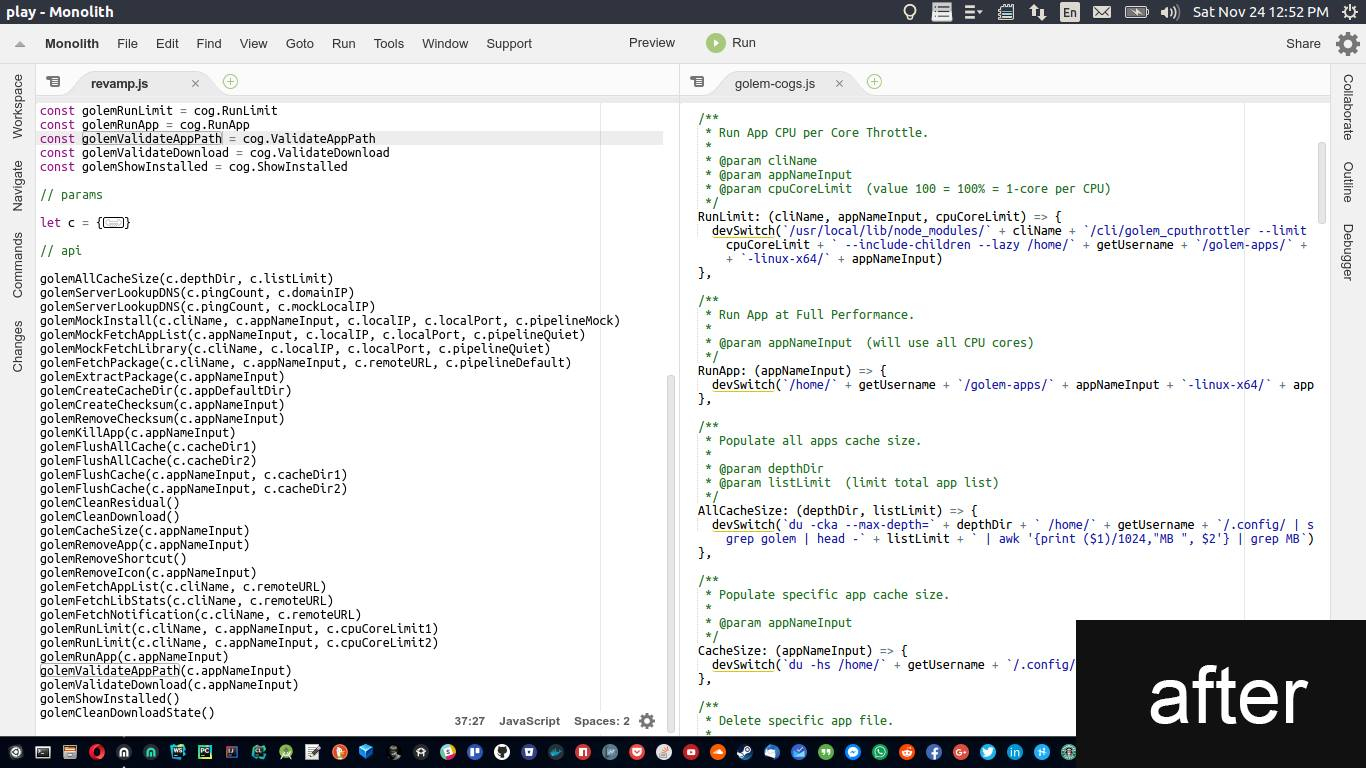 play - Monolith
En
Sat Nov 24 12:52 PM
Monolith File Edit Find View Goto Run Tools Window Support
Preview Run
Share
Workspace
Navigate
Commands
Changes
revamp.js
const golemRunLimit = cog.RunLimit
const golemRunApp = cog.RunApp
const golemValidateAppPath = cog.ValidateAppPath
const golemValidateDownload = cog.ValidateDownload
const golemShowInstalled = cog.ShowInstalled
// params
let c = {}
// api
golemAllCacheSize(c.depthDir, c.listLimit)
golemServerLookupDNS(c.pingCount, c.domainIP)
golemServerLookupDNS(c.pingCount, c.mockLocalIP)
golemMockInstall(c.cliName, c.appNameInput, c.localIP, c.localPort, c.pipelineMock)
golemMockFetchAppList(c.appNameInput, c.localIP, c.localPort, c.pipelineQuiet)
golemMockFetchLibrary(c.cliName, c.localIP, c.localPort, c.pipelineQuiet)
golemFetchPackage(c.cliName, c.appNameInput, c.remoteURL, c.pipelineDefault)
golemExtractPackage(c.appNameInput)
golemCreateCacheDir(c.appDefaultDir)
golemCreateChecksum(c.appNameInput)
golemRemoveChecksum(c.appNameInput)
golemKillApp(c.appNameInput)
golemFlushAllCache(c.cacheDir1)
golemFlushAllCache(c.cacheDir2)
golemFlushCache(c.appNameInput, c.cacheDir1)
golemFlushCache(c.appNameInput, c.cacheDir2)
golemCleanResidual()
golemCleanDownload()
golemCacheSize(c.appNameInput)
golemRemoveApp(c.appNameInput)
golemRemoveShortcut()
golemRemoveIcon(c.appNameInput)
golemFetchAppList(c.cliName, c.remoteURL)
golemFetchLibStats(c.cliName, c.remoteURL)
golemFetchNotification(c.cliName, c.remoteURL)
golemRunLimit(c.cliName, c.appNameInput, c.cpuCoreLimit1)
golemRunLimit(c.cliName, c.appNameInput, c.cpuCoreLimit2)
golemRunApp(c.appNameInput)
golemValidateAppPath(c.appNameInput)
golemValidateDownload(c.appNameInput)
golemShowInstalled()
golemCleanDownloadState()
37:27 JavaScript Spaces: 2
golem-cogs.js
/**
* Run App CPU per Core Throttle.
*
* @param cliName
* @param appNameInput
* @param cpuCoreLimit (value 100 = 100% = 1-core per CPU)
*/
RunLimit: (cliName, appNameInput, cpuCoreLimit) => {
devSwitch(`/usr/local/lib/node_modules/` + cliName + `/cli/golem_cputhrottler --limit
cpuCoreLimit + ` --include-children --lazy /home/` + getUsername + `/golem-apps/` +
+ `-linux-x64/` + appNameInput)
},
/**
* Run App at Full Performance.
*
* @param appNameInput (will use all CPU cores)
*/
RunApp: (appNameInput) => {
devSwitch(`/home/` + getUsername + `/golem-apps/` + appNameInput + `-linux-x64/` + app
},
/**
* Populate all apps cache size.
*
* @param depthDir
* @param listLimit (limit total app list)
*/
AllCacheSize: (depthDir, listLimit) => {
devSwitch(`du -cka --max-depth=` + depthDir + ` /home/` + getUsername + `/.config/ | s
grep golem | head -` + listLimit + ` | awk '{print ($1)/1024,"MB ", $2'} | grep MB`)
},
/**
* Populate specific app cache size.
*
* @param appNameInput
*/
CacheSize: (appNameInput) => {
devSwitch(`du -hs /home/` + getUsername + `/.config/
},
/**
* Delete specific app file.
*
Collaborate
Outline
Debugger
after